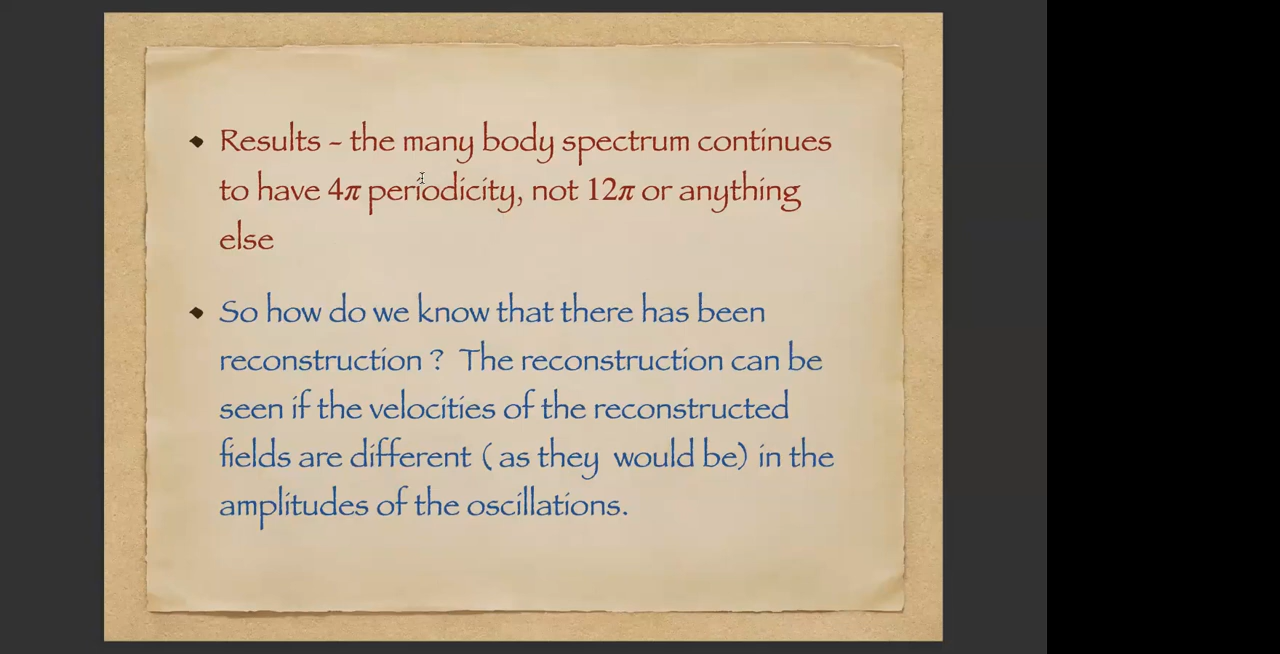 Results - the many body spectrum continues
to have 4π periodicity, not 12π or anything
else
So how do we know that there has been
reconstruction ? The reconstruction can be
seen if the velocities of the reconstructed
fields are different ( as they would be) in the
amplitudes of the oscillations.